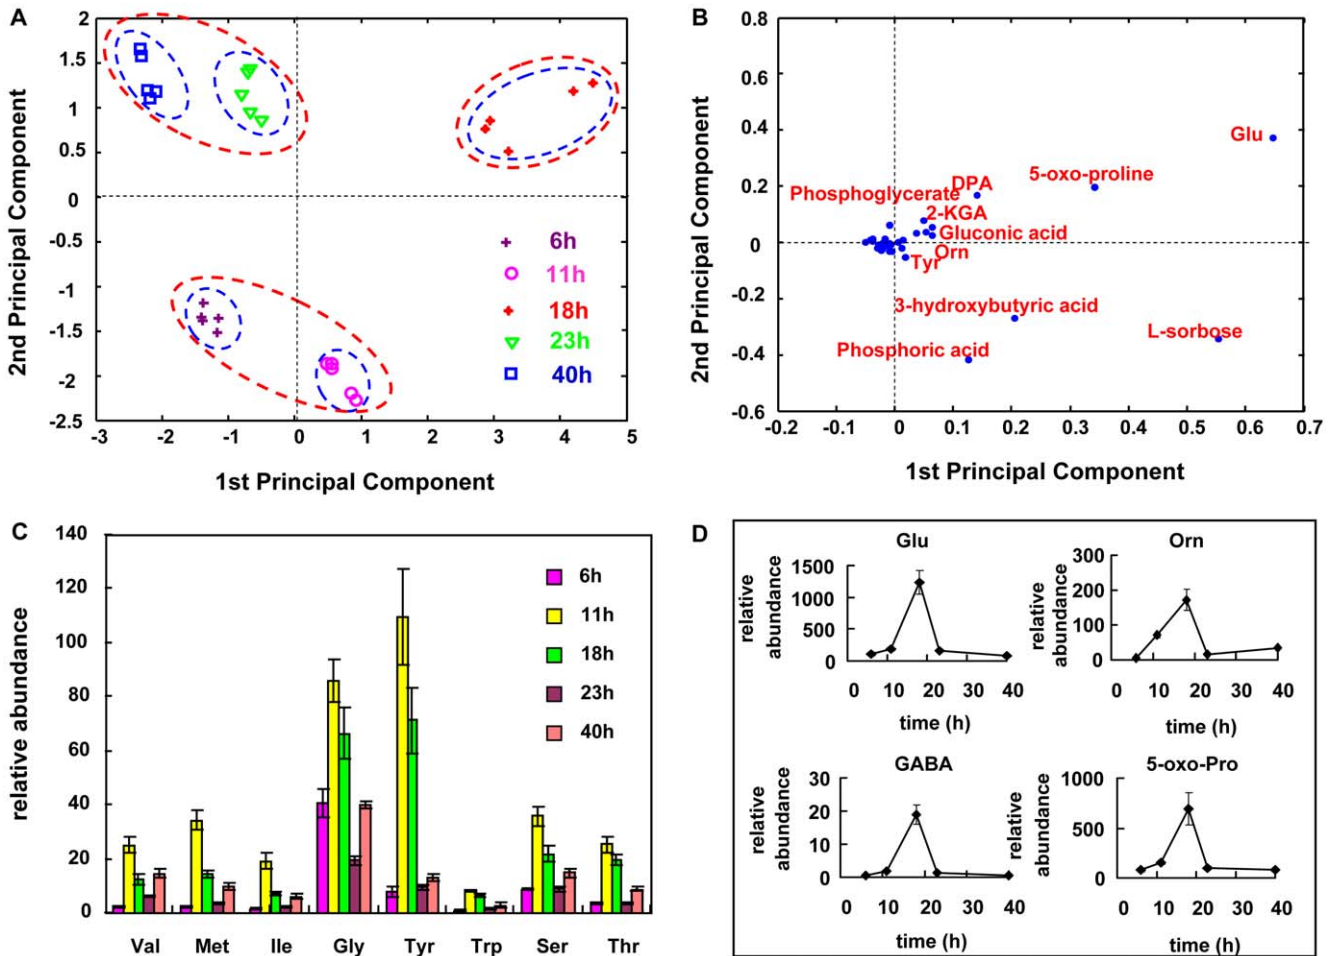 A
2nd Principal Component
2
1.5
1
0.5
0
-0.5
-1
-1.5
-2
-2.5
-3 -2 -1 0 1 2 3 4 5
1st Principal Component
6h
11h
18h
23h
40h
B
2nd Principal Component
0.8
0.6
0.4
0.2
0
-0.2
-0.4
-0.6
-0.2 -0.1 0 0.1 0.2 0.3 0.4 0.5 0.6 0.7
1st Principal Component
Glu
5-oxo-proline
DPA
Phosphoglycerate
2-KGA
Gluconic acid
Orn
Tyr
3-hydroxybutyric acid
L-sorbose
Phosphoric acid
C
relative abundance
140
120
100
80
60
40
20
0
Val Met Ile Gly Tyr Trp Ser Thr
6h
11h
18h
23h
40h
D
Glu
relative
abundance
1500
1000
500
0
0 10 20 30 40
time (h)
Orn
relative
abundance
300
200
100
0
0 10 20 30 40
time (h)
GABA
relative
abundance
30
20
10
0
0 10 20 30 40
time (h)
5-oxo-Pro
relative
abundance
1000
500
0
0 10 20 30 40
time (h)